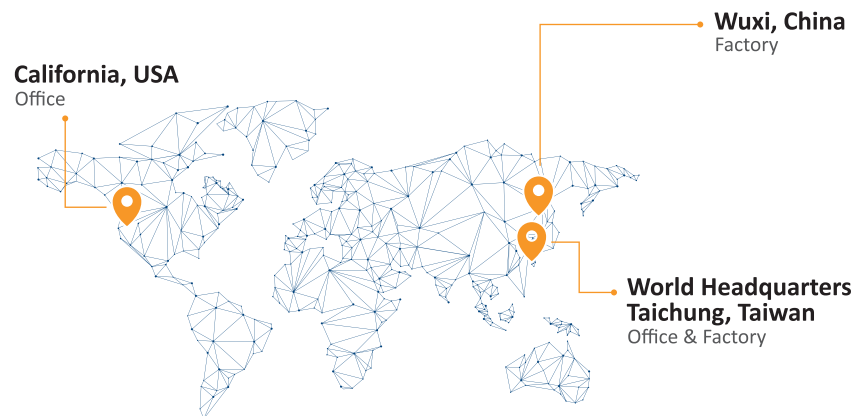 Wuxi, China
Factory
California, USA
Office
World Headquarters
Taichung, Taiwan
Office & Factory